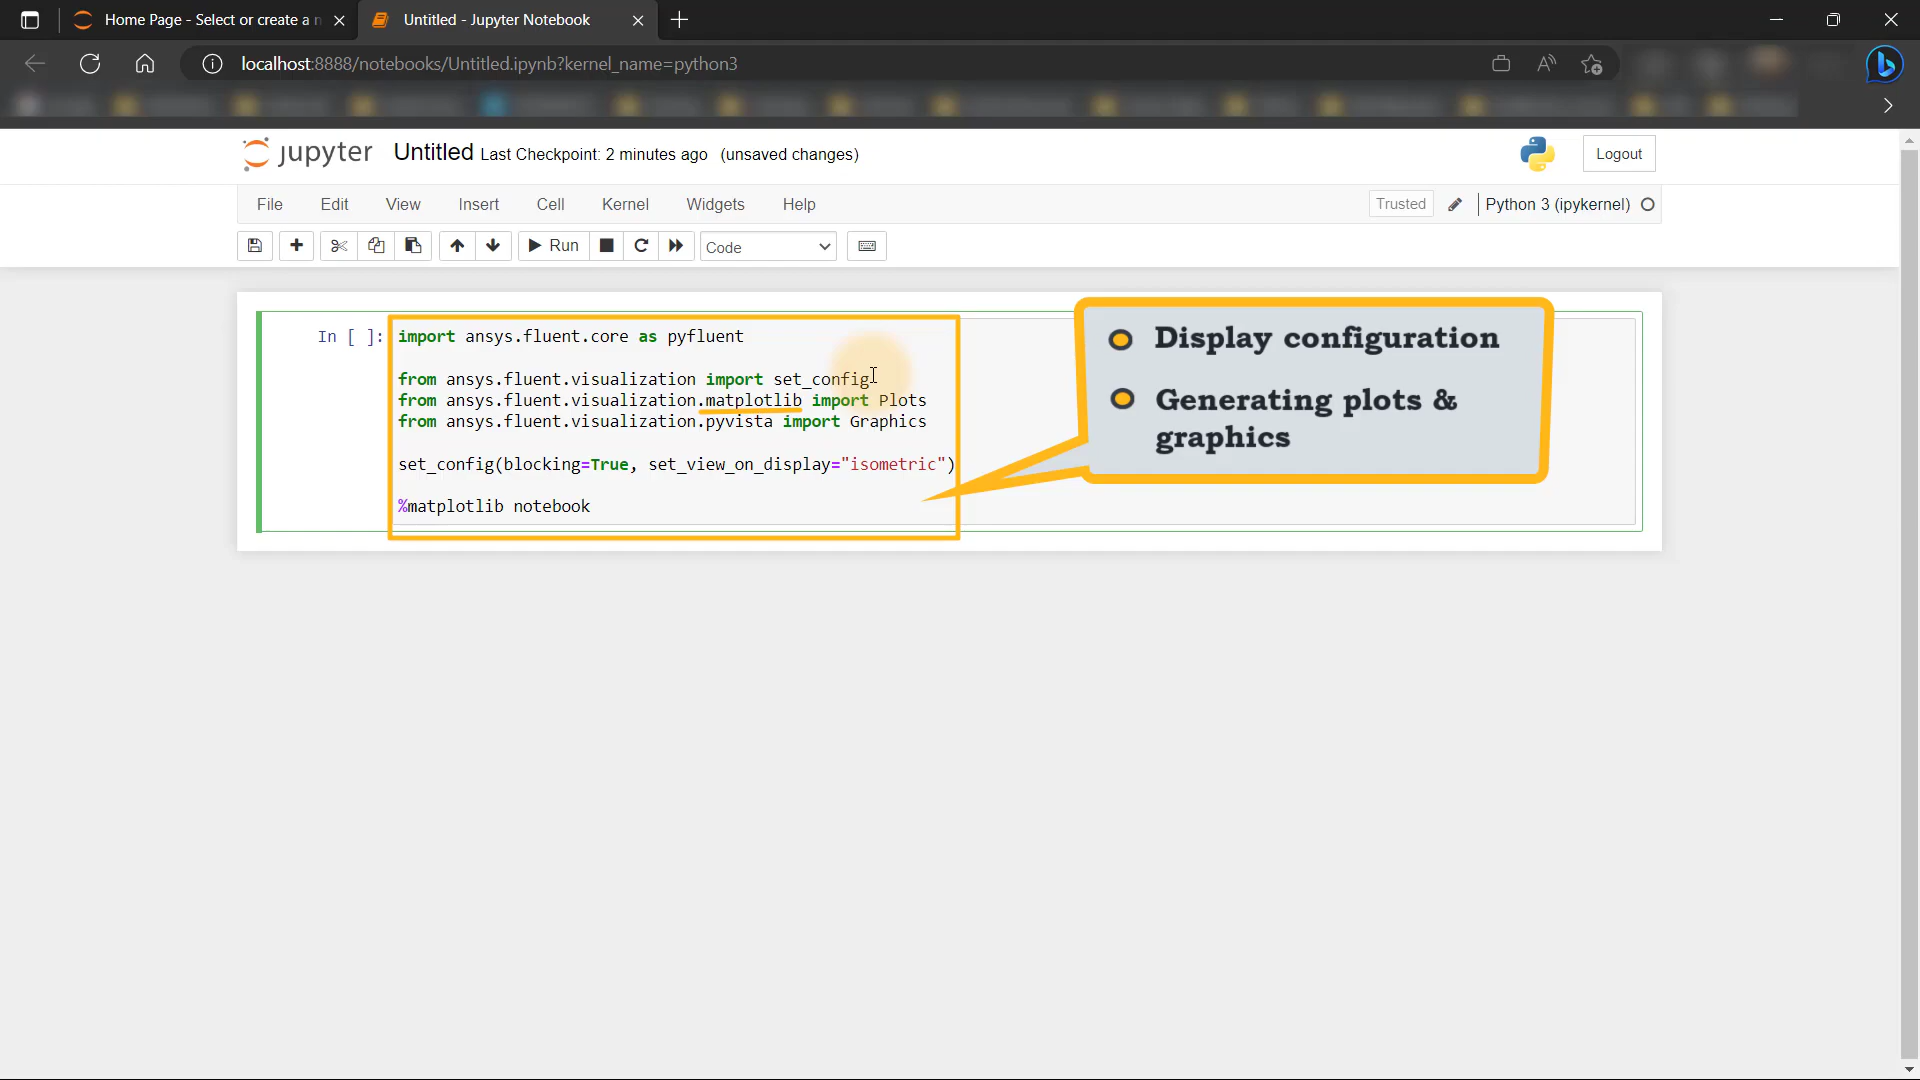 Home Page - Select or create a n
Untitled - Jupyter Notebook
localhost:8888/notebooks/Untitled.ipynb?kernel_name=python3
jupyter Untitled Last Checkpoint: 2 minutes ago (unsaved changes)
Logout
File Edit View Insert Cell Kernel Widgets Help
Trusted
Python 3 (ipykernel)
Run
Code
In [ ]:
import ansys.fluent.core as pyfluent
from ansys.fluent.visualization import set_config
from ansys.fluent.visualization.matplotlib import Plots
from ansys.fluent.visualization.pyvista import Graphics
set_config(blocking=True, set_view_on_display="isometric")
%matplotlib notebook
Display configuration
Generating plots &
graphics